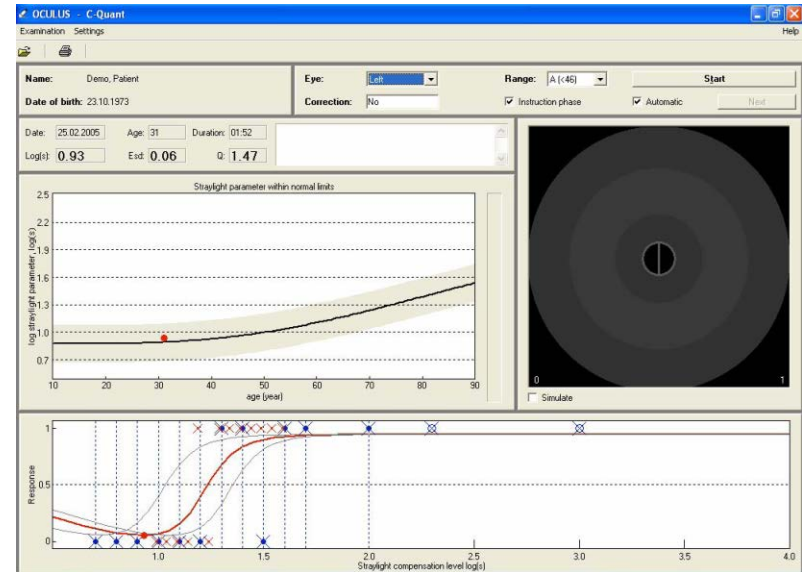 OCULUS - C-Quant
Examination Settings Help
Name: Demo, Patient
Date of birth: 23.10.1973
Eye: Left
Correction: No
Range: A (<46) Start
Instruction phase Automatic Next
Date: 25.02.2005 Age: 31 Duration: 01:52
Log(s): 0.93 Esd: 0.06 Q: 1.47
Straylight parameter within normal limits
log straylight parameter, log(s)
2.5
2.2
1.9
1.6
1.3
1.0
0.7
10 20 30 40 50 60 70 80 90
age (year)
0 1
Simulate
Response
1
0.5
0
1.0 1.5 2.0 2.5 3.0 3.5 4.0
Straylight compensation level log(s)